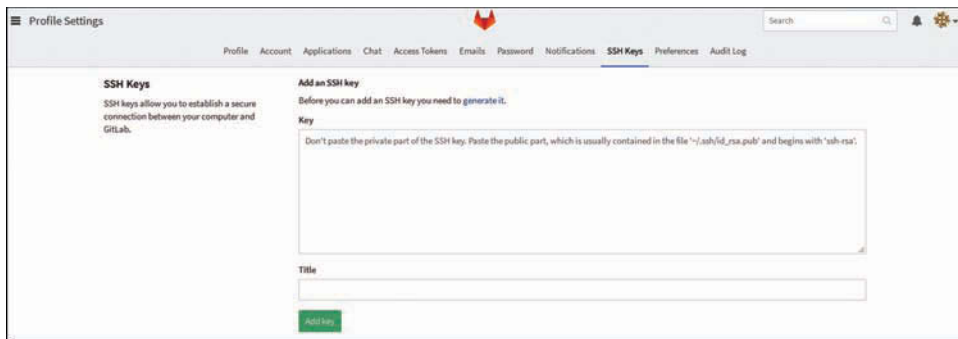 Profile Settings
Search
Profile Account Applications Chat Access Tokens Emails Password Notifications SSH Keys Preferences Audit Log
SSH Keys
SSH keys allow you to establish a secure
connection between your computer and
GitLab.
Add an SSH key
Before you can add an SSH key you need to generate it.
Key
Don't paste the private part of the SSH key. Paste the public part, which is usually contained in the file '~/.ssh/id_rsa.pub' and begins with 'ssh-rsa'.
Title
Add key